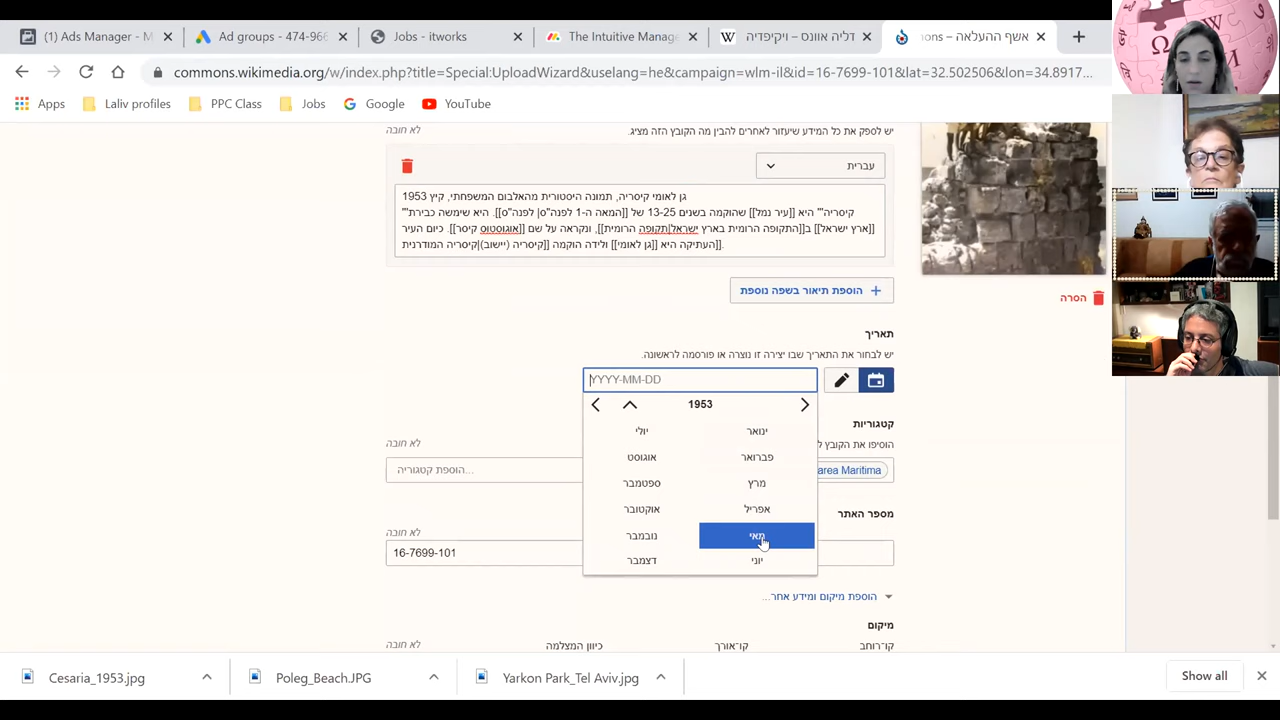 (1) Ads Manager - M
Ad groups - 474-966
Jobs - itworks
The Intuitive Manage
דליה אוונס – ויקיפדיה
אשף ההעלאה – ons
commons.wikimedia.org/w/index.php?title=Special:UploadWizard&uselang=he&campaign=wlm-il&id=16-7699-101&lat=32.502506&lon=34.8917...
Apps
Laliv profiles
PPC Class
Jobs
Google
YouTube
יש לספק את כל המידע שיעזור לאחרים להבין מה הקובץ הזה מציג.
לא חובה
עברית
גן לאומי קיסריה, תמונה היסטורית מהאלבום המשפחתי, קיץ 1953
קיסריה''' היא [[עיר נמל]] שהוקמה בשנים 13-25 של [[המאה ה-1 לפנה"ס| לפנה"ס]]. היא שימשה כבירת'''
[[ארץ ישראל]] ב[[התקופה הרומית בארץ ישראל|תקופה הרומית]], ונקראה על שם [[אוגוסטוס קיסר]]. כיום העיר
העתיקה היא [[גן לאומי]] ולידה הוקמה [[קיסריה (יישוב)|קיסריה המודרנית]].
הוספת תיאור בשפה נוספת
הסרה
תאריך
יש לבחור את התאריך שבו יצירה זו נוצרה או פורסמה לראשונה.
YYYY-MM-DD
1953
ינואר
יולי
פברואר
אוגוסט
מרץ
ספטמבר
אפריל
אוקטובר
מאי
נובמבר
יוני
דצמבר
קטגוריות
הוסיפו את הקובץ ל
לא חובה
area Maritima
הוספת קטגוריה...
מספר האתר
לא חובה
16-7699-101
הוספת מיקום ומידע אחר...
מיקום
קו־רוחב
קו־אורך
כיוון המצלמה
לא חובה
Cesaria_1953.jpg
Poleg_Beach.JPG
Yarkon Park_Tel Aviv.jpg
Show all